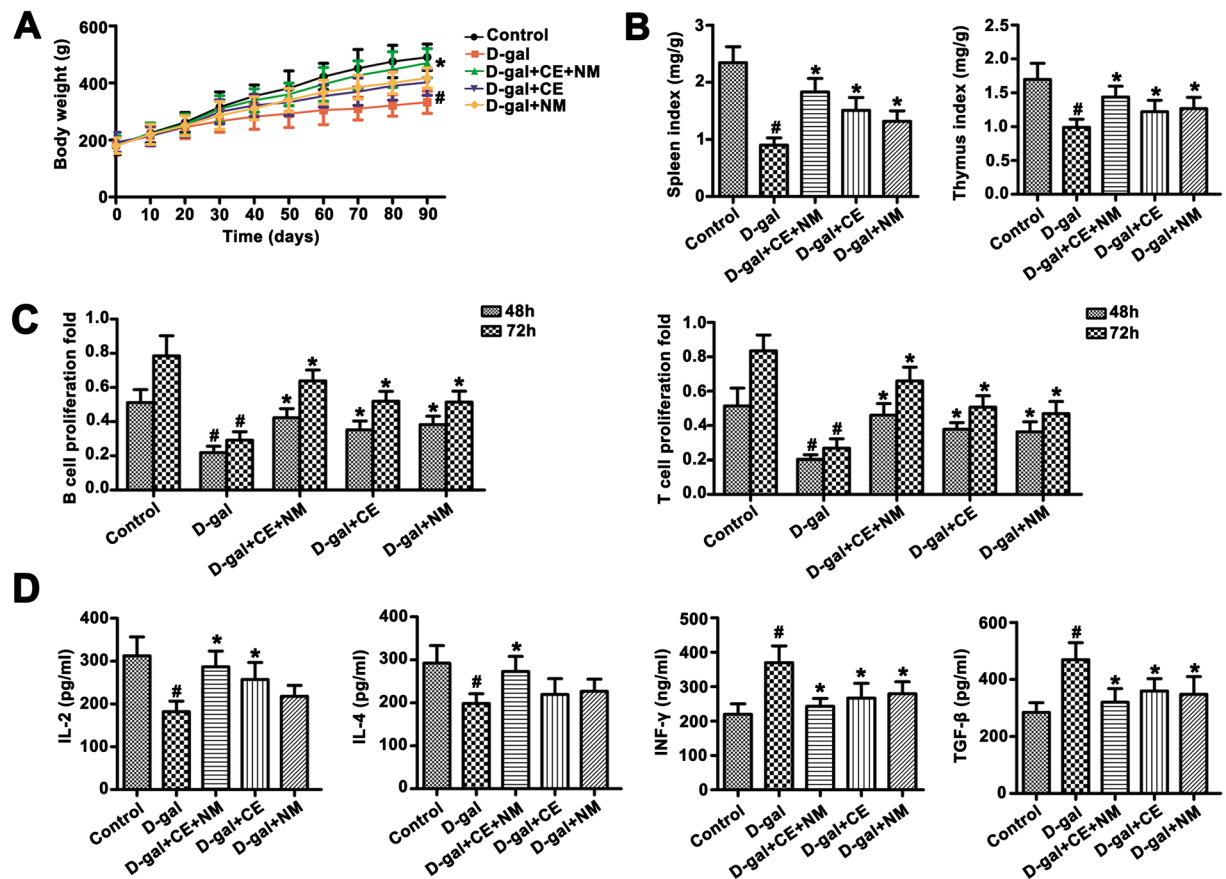 A
Body weight (g)
600
400
200
0
0 10 20 30 40 50 60 70 80 90
Time (days)
Control
D-gal
D-gal+CE+NM
D-gal+CE
D-gal+NM
*
#
B
Spleen index (mg/g)
3
2
1
0
# * * *
Control D-gal D-gal+CE+NM D-gal+CE D-gal+NM
Thymus index (mg/g)
2.5
2.0
1.5
1.0
0.5
0.0
# * * *
Control D-gal D-gal+CE+NM D-gal+CE D-gal+NM
C
B cell proliferation fold
1.0
0.8
0.6
0.4
0.2
0.0
48h
72h
# # * * * * * *
Control D-gal D-gal+CE+NM D-gal+CE D-gal+NM
T cell proliferation fold
1.0
0.8
0.6
0.4
0.2
0.0
48h
72h
# # * * * * * *
Control D-gal D-gal+CE+NM D-gal+CE D-gal+NM
D
IL-2 (pg/ml)
400
300
200
100
0
# * *
Control D-gal D-gal+CE+NM D-gal+CE D-gal+NM
IL-4 (pg/ml)
400
300
200
100
0
# *
Control D-gal D-gal+CE+NM D-gal+CE D-gal+NM
INF-γ (ng/ml)
500
400
300
200
100
0
# * * *
Control D-gal D-gal+CE+NM D-gal+CE D-gal+NM
TGF-β (pg/ml)
600
400
200
0
# * * *
Control D-gal D-gal+CE+NM D-gal+CE D-gal+NM